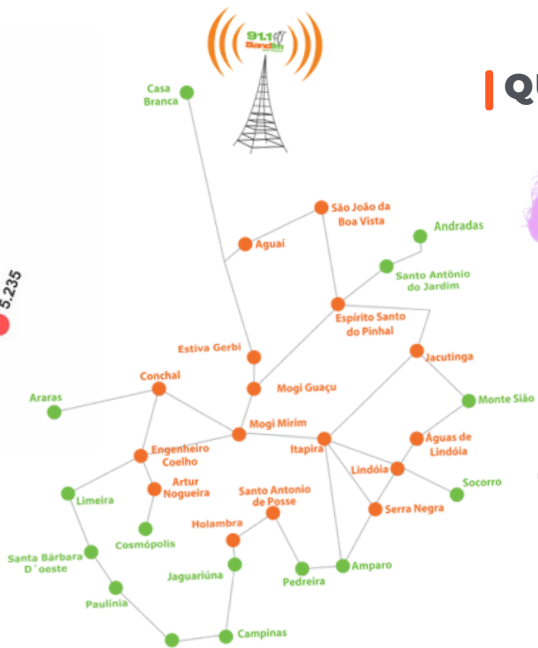 91.1
Band fm
Casa
Branca
| QU
São João da
Boa Vista
Andradas
Aguaí
Santo Antônio
do Jardim
5.235
Espírito Santo
do Pinhal
Estiva Gerbi
Jacutinga
Conchal
Mogi Guaçu
Araras
Monte Sião
Mogi Mirim
Itapira
Águas de
Lindóia
Engenheiro
Coelho
Lindóia
Artur
Nogueira
Socorro
Santo Antonio
de Posse
Limeira
Serra Negra
Holambra
Cosmópolis
Santa Bárbara
D´oeste
Amparo
Jaguariúna
Pedreira
Paulínia
Campinas